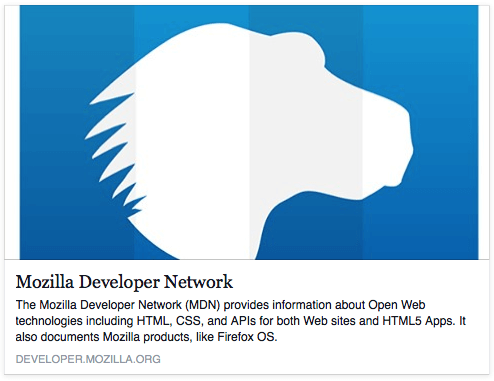 Mozilla Developer Network
The Mozilla Developer Network (MDN) provides information about Open Web
technologies including HTML, CSS, and APIs for both Web sites and HTML5 Apps. It
also documents Mozilla products, like Firefox OS.
DEVELOPER.MOZILLA.ORG